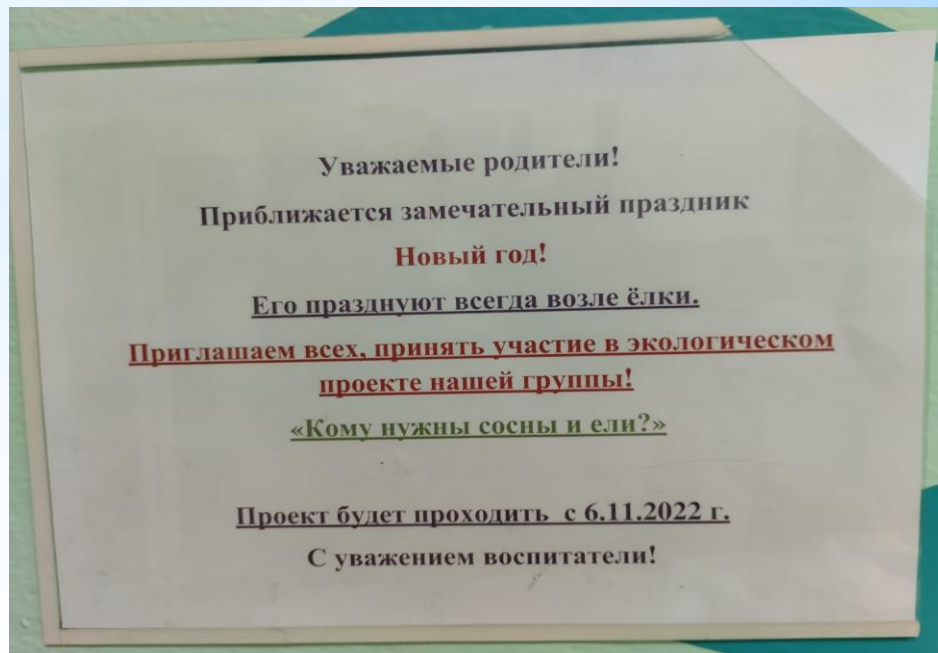 Уважаемые родители!
Приближается замечательный праздник
Новый год!
Его празднуют всегда возле ёлки.
Приглашаем всех, принять участие в экологическом
проекте нашей группы!
«Кому нужны сосны и ели?»
Проект будет проходить с 6.11.2022 г.
С уважением воспитатели!